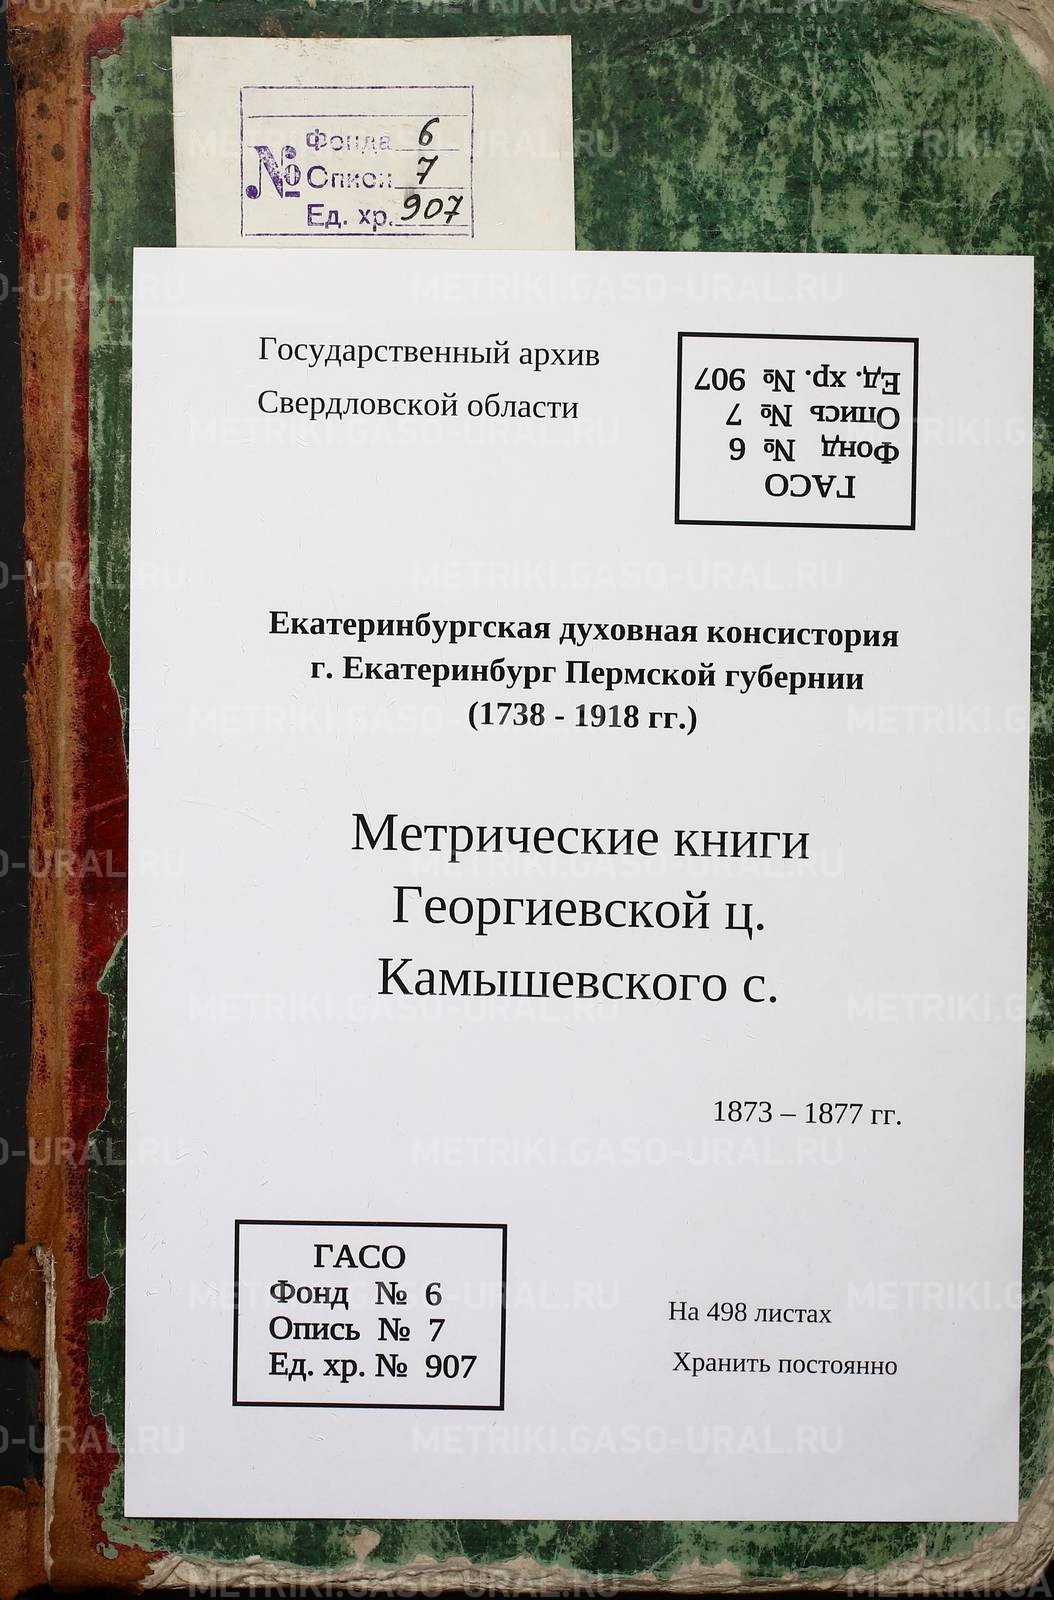 Фонда 6
№ Описи 7
Ед. хр. 907
Государственный архив
Свердловской области
ГАСО
Фонд № 6
Опись № 7
Ед. хр. № 907
Екатеринбургская духовная консистория
г. Екатеринбург Пермской губернии
(1738 - 1918 гг.)
Метрические книги
Георгиевской ц.
Камышевского с.
1873 – 1877 гг.
ГАСО
Фонд № 6
Опись № 7
Ед. хр. № 907
На 498 листах
Хранить постоянно
METRIKI.GASO-URAL.RU